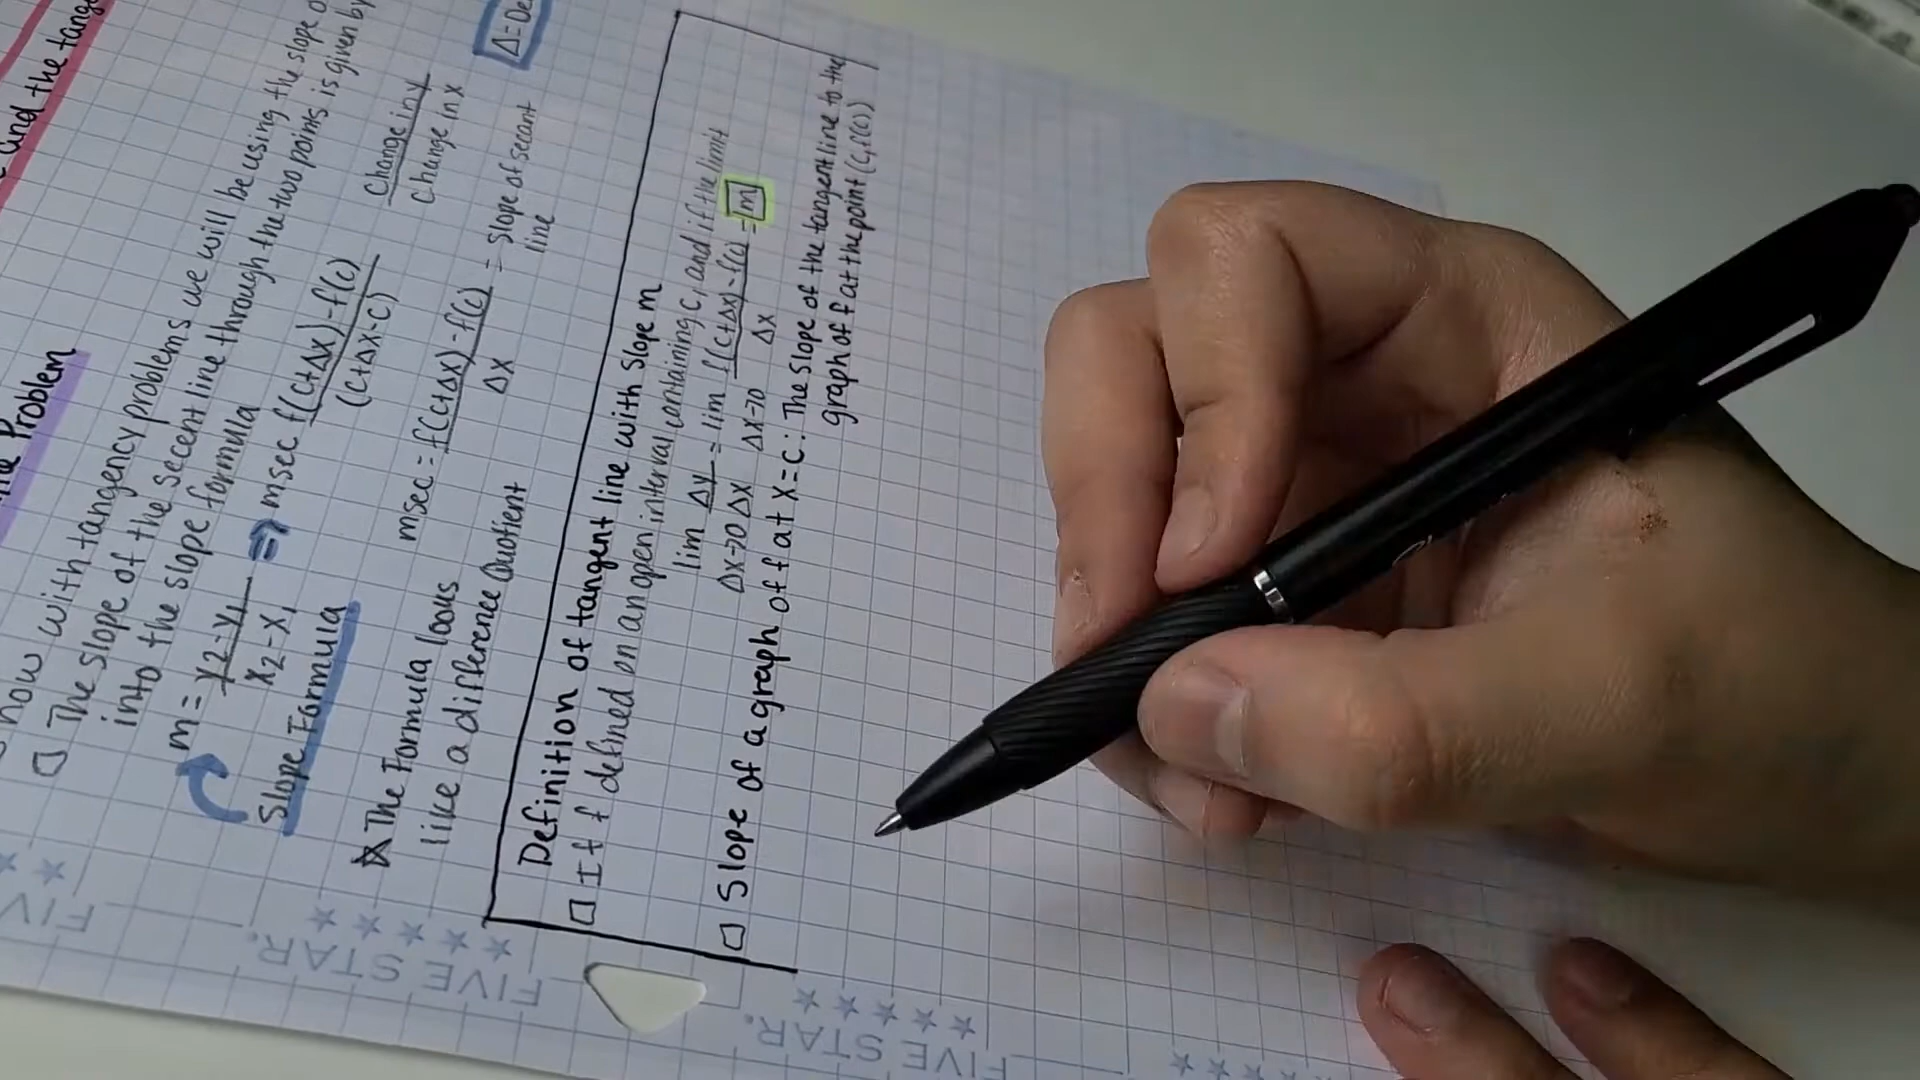 and the
Problem
now with tangency problems we will be using the slope
☐ The slope of the secent line through the two points is given by
into the slope formula
m = y2-y1 / x2-x1 ⇒ msec f(c+Δx)-f(c) / (c+Δx-c)
change in y / change in x
Δ=De
Slope Formula
msec = f(c+Δx)-f(c) / Δx = slope of secant line
The Formula looks
like a difference Quotient
Definition of tangent line with slope m
☐ If f defined on an open interval containing c, and if the limit
lim Δx→0 Δy/Δx = lim Δx→0 f(c+Δx)-f(c) / Δx = m
☐ Slope of a graph of f at x=c: The slope of the tangent line to the
graph of f at the point (c,f(c))
FIVE STAR.
FIVE STAR.